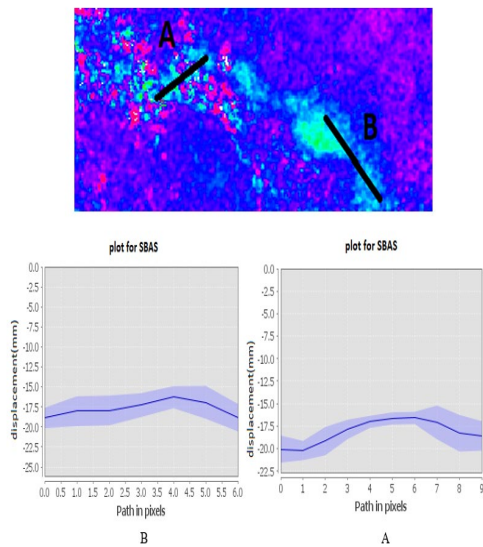 A
B
plot for SBAS
0.0
-2.5
-5.0
-7.5
-10.0
-12.5
-15.0
-17.5
-20.0
-22.5
-25.0
displacement(mm)
0.0 0.5 1.0 1.5 2.0 2.5 3.0 3.5 4.0 4.5 5.0 5.5 6.0
Path in pixels
B
plot for SBAS
0.0
-2.5
-5.0
-7.5
-10.0
-12.5
-15.0
-17.5
-20.0
-22.5
displacement(mm)
0 1 2 3 4 5 6 7 8 9
Path in pixels
A